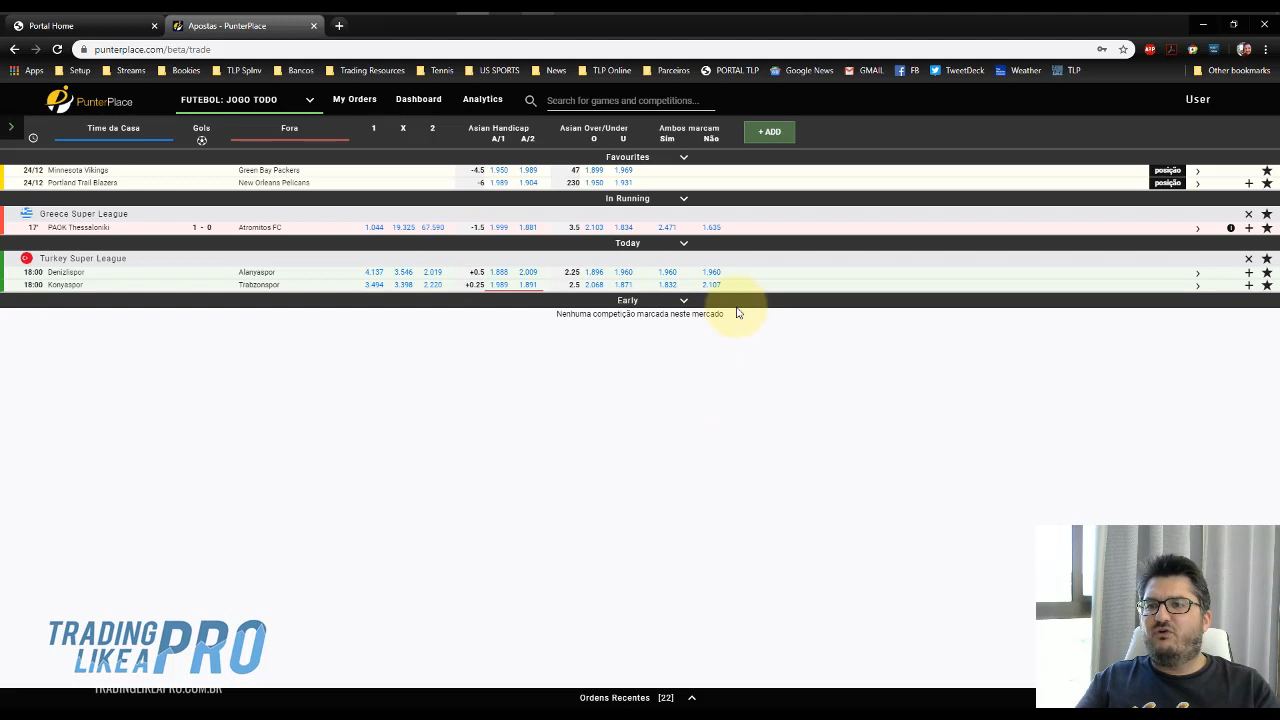 Portal Home
Apostas - PunterPlace
punterplace.com/beta/trade
Apps Setup Streams Bookies TLP SpInv Bancos Trading Resources Tennis US SPORTS News TLP Online Parceiros PORTAL TLP Google News GMAIL FB TweetDeck Weather TLP Other bookmarks
PunterPlace FUTEBOL: JOGO TODO My Orders Dashboard Analytics Search for games and competitions... User
Time da Casa Gols Fora 1 X 2 Asian Handicap Asian Over/Under Ambos marcam + ADD
A/1 A/2 O U Sim Não
Favourites
24/12 Minnesota Vikings Green Bay Packers -4.5 1.950 1.989 47 1.899 1.969 posição
24/12 Portland Trail Blazers New Orleans Pelicans -6 1.989 1.904 230 1.950 1.931 posição
In Running
Greece Super League
17' PAOK Thessaloniki 1 - 0 Atromitos FC 1.044 19.325 67.590 -1.5 1.999 1.881 3.5 2.103 1.834 2.471 1.635
Today
Turkey Super League
18:00 Denizlispor Alanyaspor 4.137 3.546 2.019 +0.5 1.888 2.009 2.25 1.896 1.960 1.960 1.960
18:00 Konyaspor Trabzonspor 3.494 3.398 2.220 +0.25 1.989 1.891 2.5 2.068 1.871 1.832 2.107
Early
Nenhuma competição marcada neste mercado
TRADING
LIKE A PRO
TRADINGLIKEAPRO.COM.BR
Ordens Recentes [22]